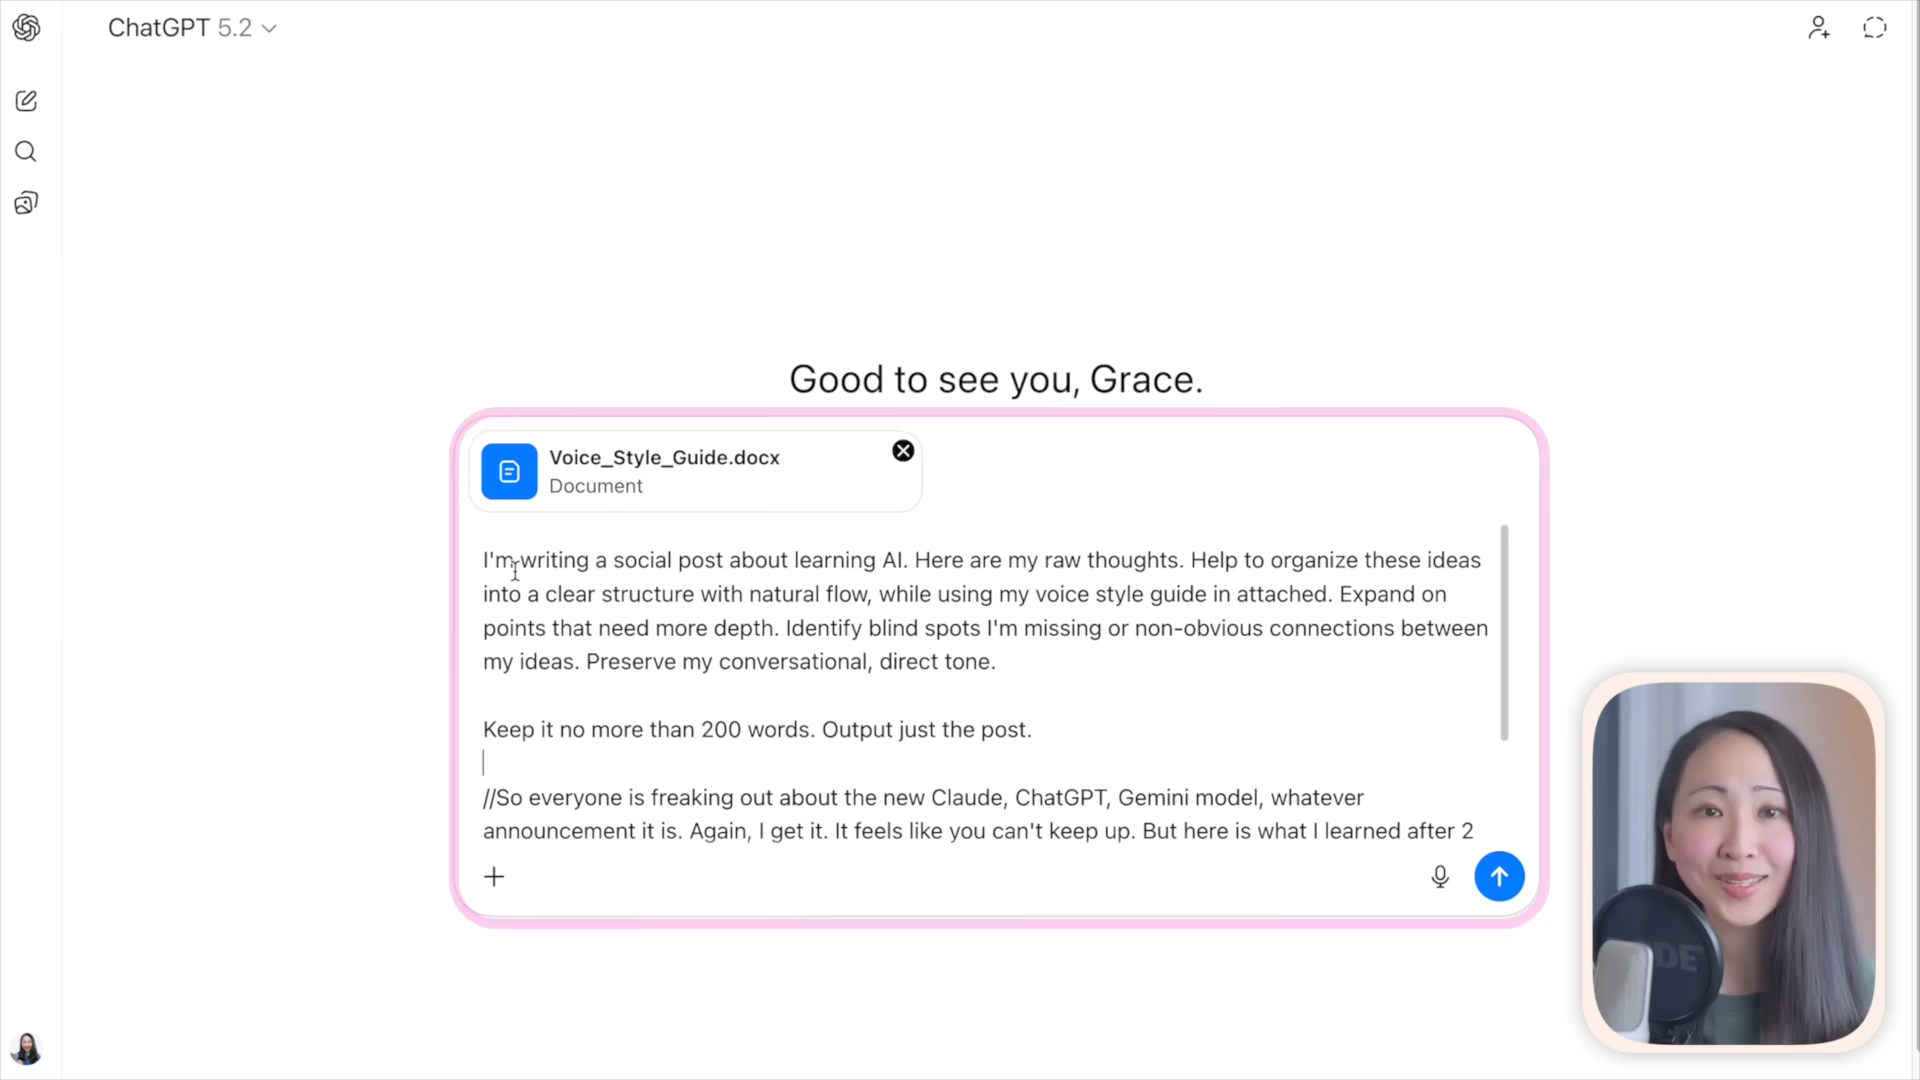 ChatGPT 5.2
Good to see you, Grace.
Voice_Style_Guide.docx
Document
I'm writing a social post about learning AI. Here are my raw thoughts. Help to organize these ideas
into a clear structure with natural flow, while using my voice style guide in attached. Expand on
points that need more depth. Identify blind spots I'm missing or non-obvious connections between
my ideas. Preserve my conversational, direct tone.
Keep it no more than 200 words. Output just the post.
//So everyone is freaking out about the new Claude, ChatGPT, Gemini model, whatever
announcement it is. Again, I get it. It feels like you can't keep up. But here is what I learned after 2